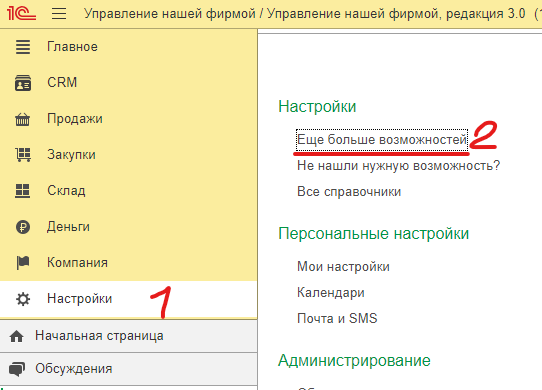 1С Управление нашей фирмой / Управление нашей фирмой, редакция 3.0 (
Главное
CRM
Продажи
Закупки
Склад
Деньги
Компания
Настройки 1
Начальная страница
Обсуждения
Настройки
Еще больше возможностей 2
Не нашли нужную возможность?
Все справочники
Персональные настройки
Мои настройки
Календари
Почта и SMS
Администрирование